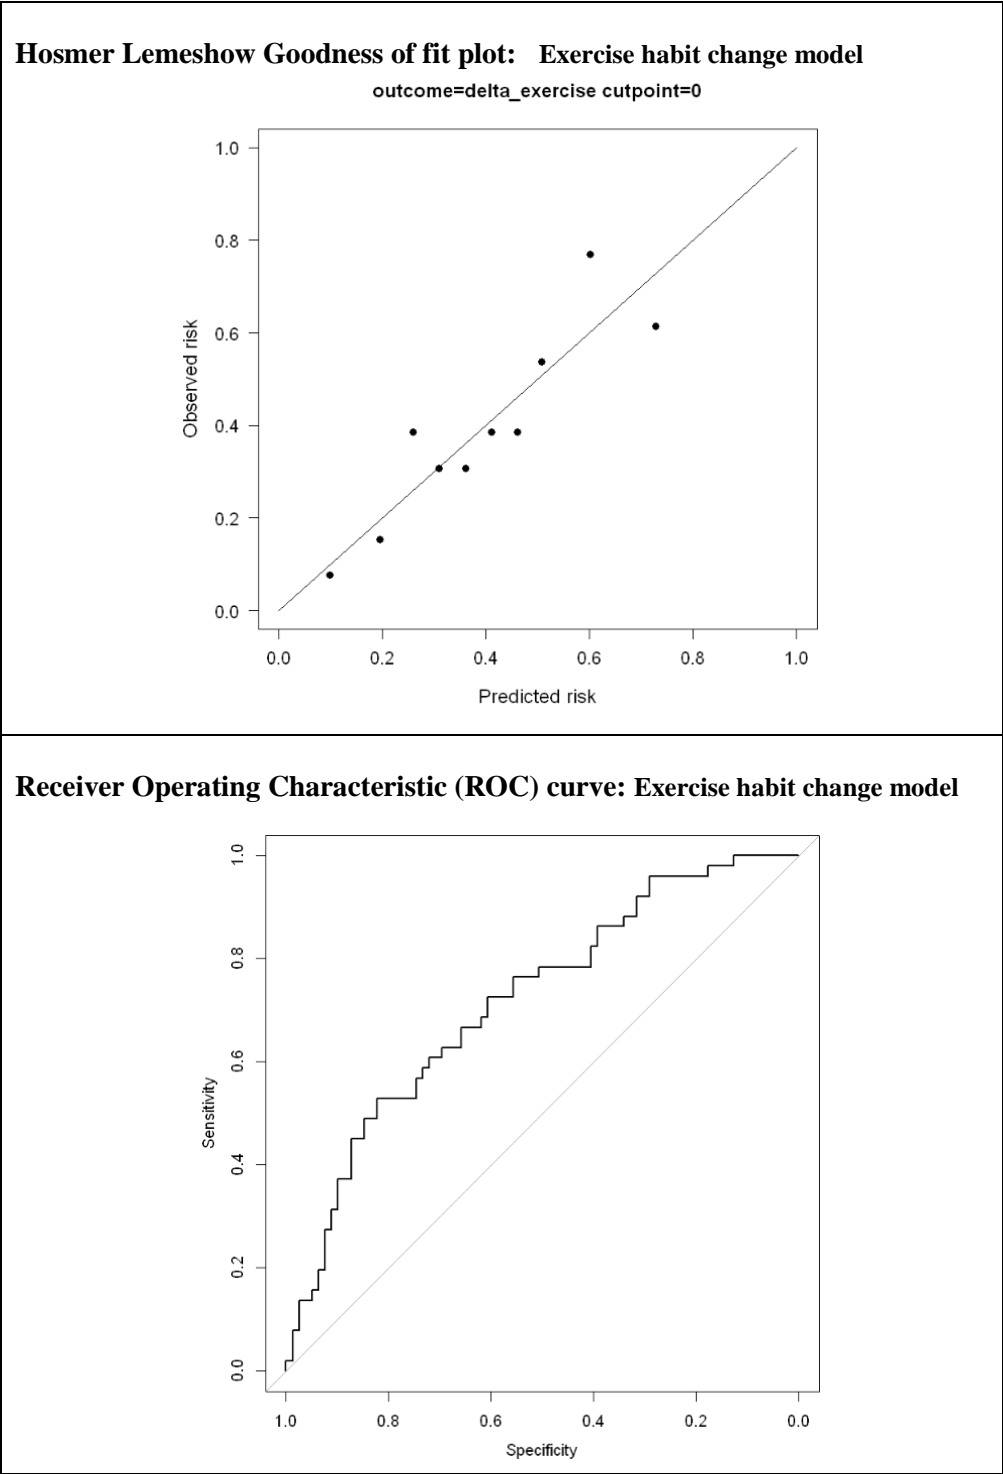 Hosmer Lemeshow Goodness of fit plot: Exercise habit change model
outcome=delta_exercise cutpoint=0
1.0
0.8
0.6
0.4
0.2
0.0
Observed risk
0.0 0.2 0.4 0.6 0.8 1.0
Predicted risk
Receiver Operating Characteristic (ROC) curve: Exercise habit change model
1.0
0.8
0.6
0.4
0.2
0.0
Sensitivity
1.0 0.8 0.6 0.4 0.2 0.0
Specificity